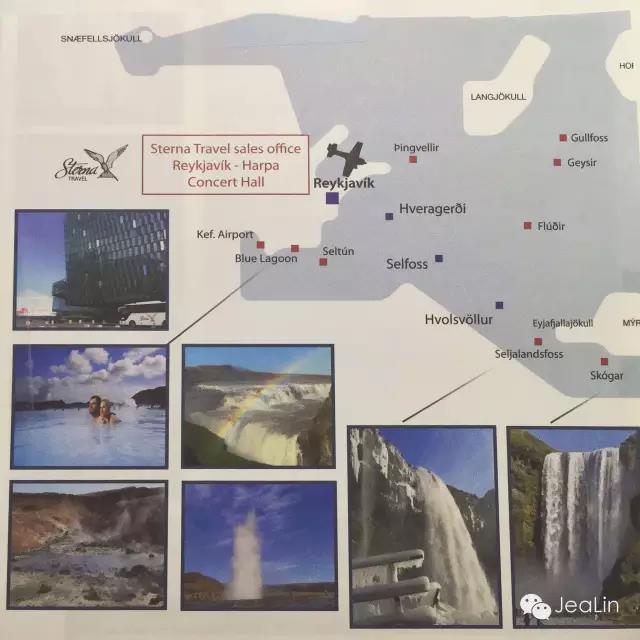 SNÆFELLSJÖKULL
LANGJÖKULL
HOF
Sterna
TRAVEL
Sterna Travel sales office
Reykjavík - Harpa
Concert Hall
Reykjavík
Þingvellir
Gullfoss
Geysir
Hveragerði
Flúðir
Kef. Airport
Blue Lagoon
Seltún
Selfoss
Hvolsvöllur
Eyjafjallajökull
MÝR
Seljalandsfoss
Skógar
JeaLin